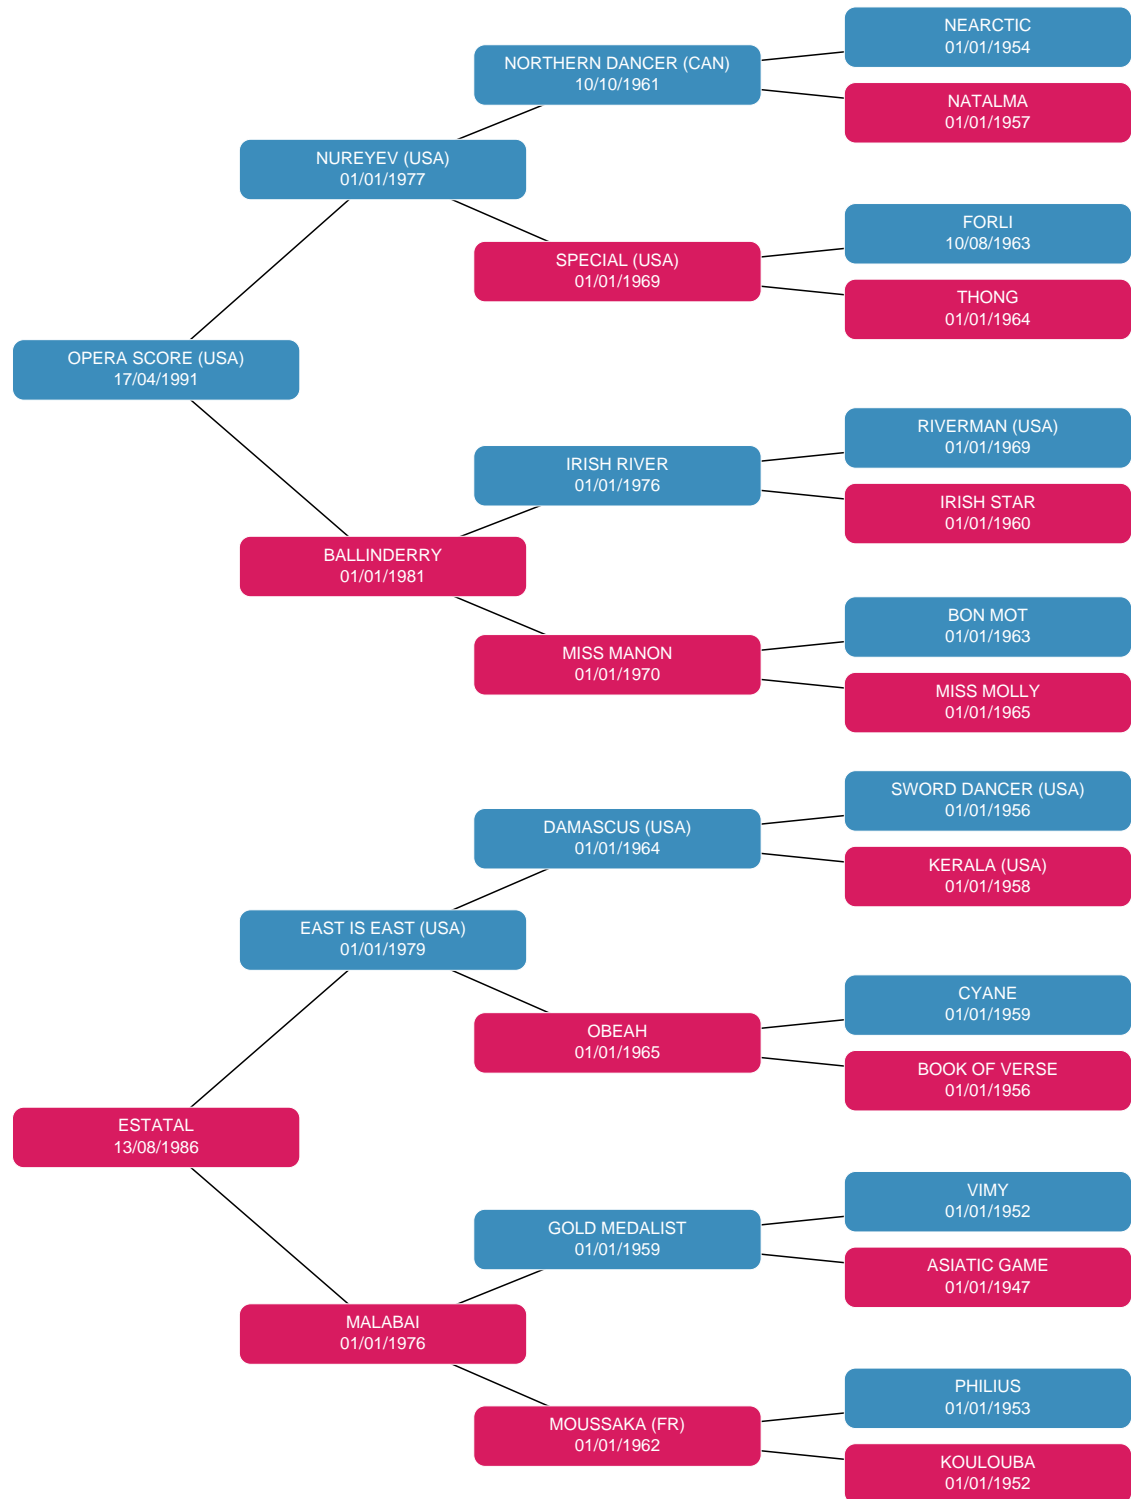 NEARCTIC
01/01/1954
NORTHERN DANCER (CAN)
10/10/1961
NATALMA
01/01/1957
NUREYEV (USA)
01/01/1977
FORLI
10/08/1963
SPECIAL (USA)
01/01/1969
THONG
01/01/1964
OPERA SCORE (USA)
17/04/1991
RIVERMAN (USA)
01/01/1969
IRISH RIVER
01/01/1976
IRISH STAR
01/01/1960
BALLINDERRY
01/01/1981
BON MOT
01/01/1963
MISS MANON
01/01/1970
MISS MOLLY
01/01/1965
SWORD DANCER (USA)
01/01/1956
DAMASCUS (USA)
01/01/1964
KERALA (USA)
01/01/1958
EAST IS EAST (USA)
01/01/1979
CYANE
01/01/1959
OBEAH
01/01/1965
BOOK OF VERSE
01/01/1956
ESTATAL
13/08/1986
VIMY
01/01/1952
GOLD MEDALIST
01/01/1959
ASIATIC GAME
01/01/1947
MALABAI
01/01/1976
PHILIUS
01/01/1953
MOUSSAKA (FR)
01/01/1962
KOULOUBA
01/01/1952